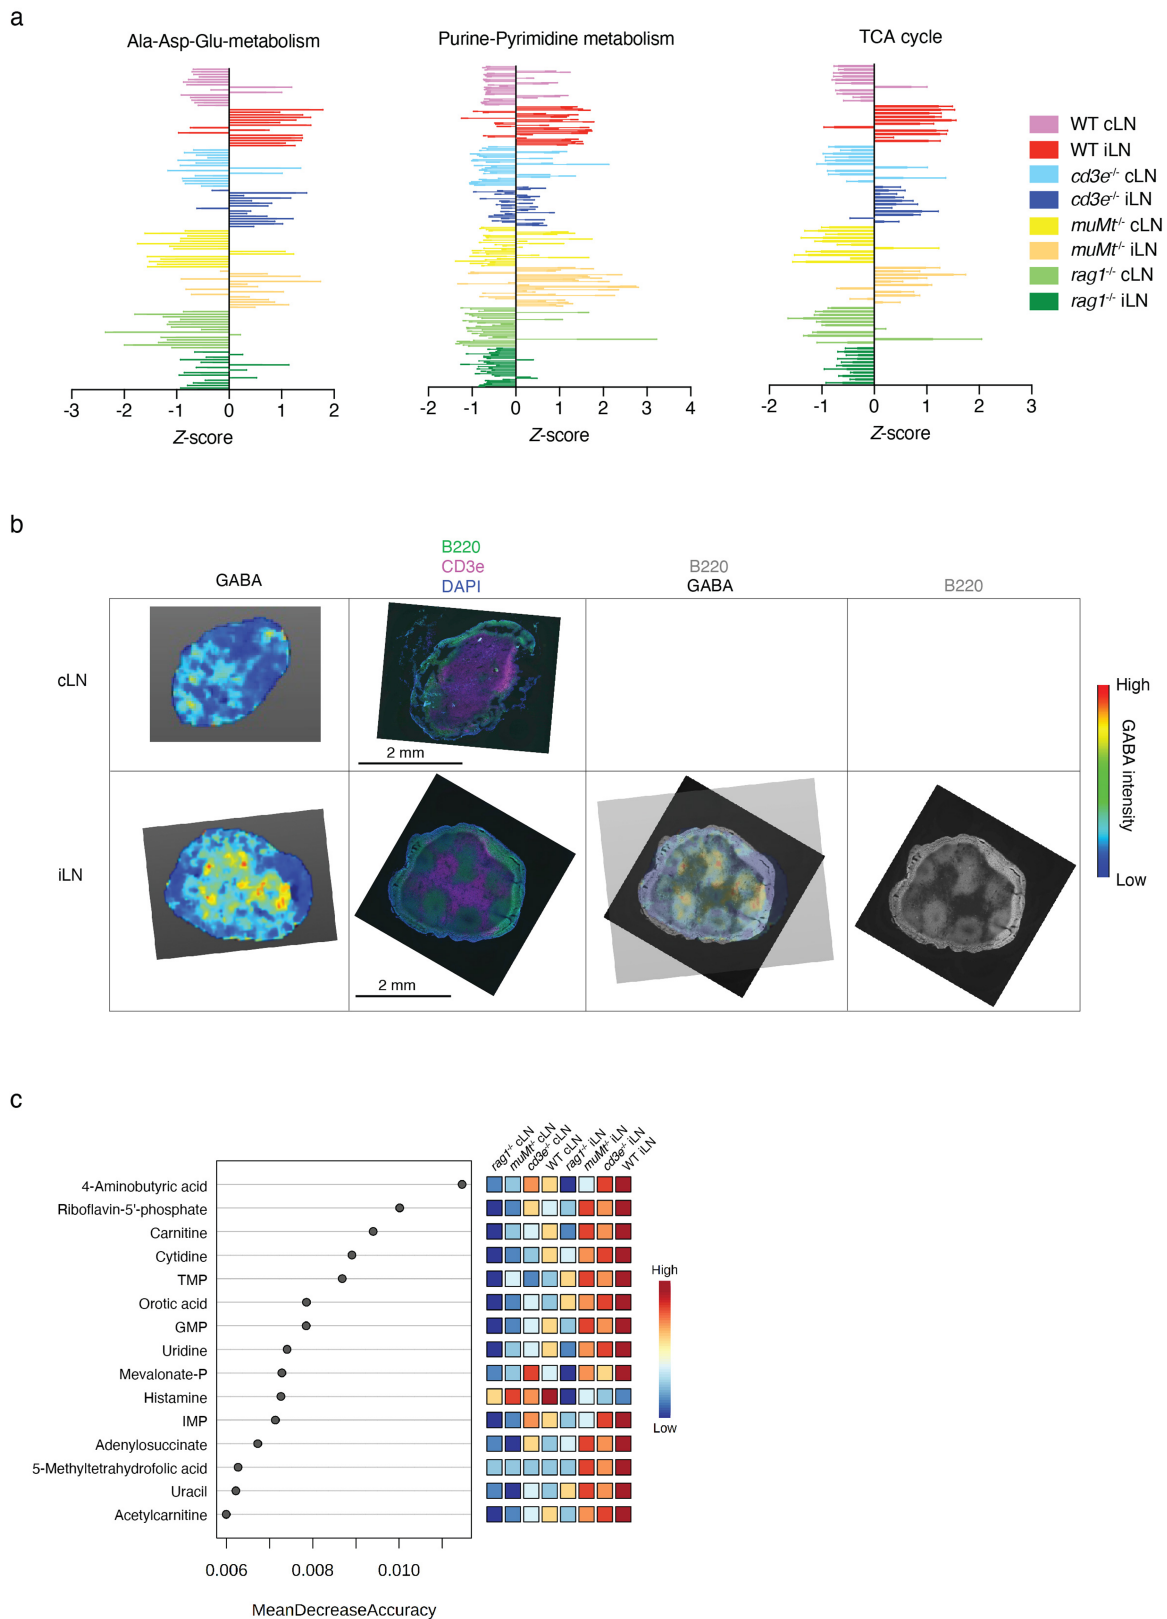 a
Ala-Asp-Glu-metabolism
Purine-Pyrimidine metabolism
TCA cycle
WT cLN
WT iLN
cd3e-/- cLN
cd3e-/- iLN
muMt-/- cLN
muMt-/- iLN
rag1-/- cLN
rag1-/- iLN
-3 -2 -1 0 1 2
-2 -1 0 1 2 3 4
-2 -1 0 1 2 3
Z-score
Z-score
Z-score
b
GABA
B220
CD3e
DAPI
B220
GABA
B220
cLN
2 mm
iLN
2 mm
High
GABA intensity
Low
c
rag1-/- cLN
muMt-/- cLN
cd3e-/- cLN
WT cLN
rag1-/- iLN
muMt-/- iLN
cd3e-/- iLN
WT iLN
4-Aminobutyric acid
Riboflavin-5'-phosphate
Carnitine
Cytidine
TMP
Orotic acid
GMP
Uridine
Mevalonate-P
Histamine
IMP
Adenylosuccinate
5-Methyltetrahydrofolic acid
Uracil
Acetylcarnitine
High
Low
0.006 0.008 0.010
MeanDecreaseAccuracy